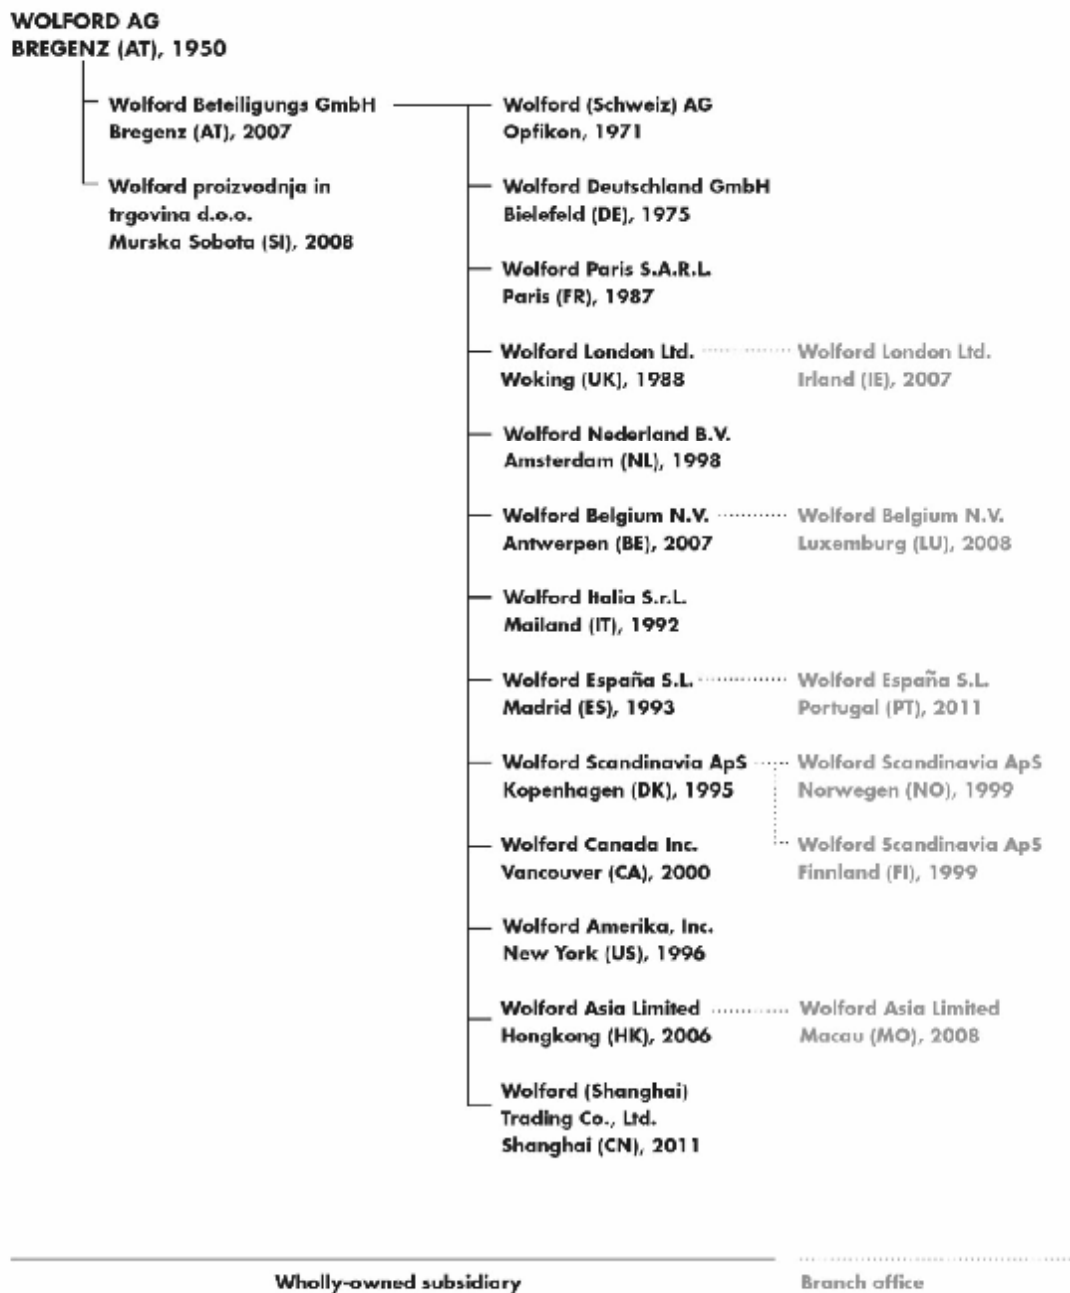 WOLFORD AG
BREGENZ (AT), 1950
Wolford Beteiligungs GmbH
Bregenz (AT), 2007
Wolford proizvodnja in
trgovina d.o.o.
Murska Sobota (SI), 2008
Wolford (Schweiz) AG
Opfikon, 1971
Wolford Deutschland GmbH
Bielefeld (DE), 1975
Wolford Paris S.A.R.L.
Paris (FR), 1987
Wolford London Ltd.
Woking (UK), 1988
Wolford London Ltd.
Irland (IE), 2007
Wolford Nederland B.V.
Amsterdam (NL), 1998
Wolford Belgium N.V.
Antwerpen (BE), 2007
Wolford Belgium N.V.
Luxemburg (LU), 2008
Wolford Italia S.r.L.
Mailand (IT), 1992
Wolford España S.L.
Madrid (ES), 1993
Wolford España S.L.
Portugal (PT), 2011
Wolford Scandinavia ApS
Kopenhagen (DK), 1995
Wolford Scandinavia ApS
Norwegen (NO), 1999
Wolford Scandinavia ApS
Finnland (FI), 1999
Wolford Canada Inc.
Vancouver (CA), 2000
Wolford Amerika, Inc.
New York (US), 1996
Wolford Asia Limited
Hongkong (HK), 2006
Wolford Asia Limited
Macau (MO), 2008
Wolford (Shanghai)
Trading Co., Ltd.
Shanghai (CN), 2011
Wholly-owned subsidiary
Branch office